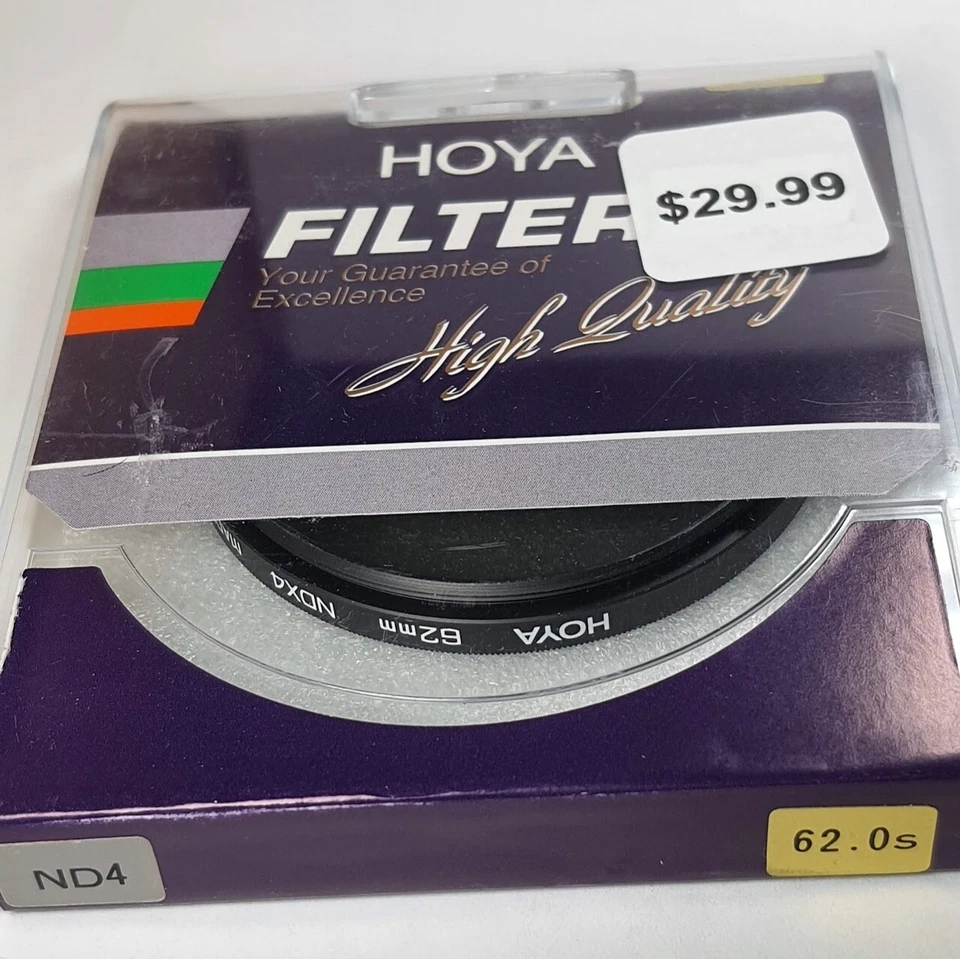 HOYA
FILTER
$29.99
Your Guarantee of
Excellence
High Quality
NDX4
62mm
HOYA
ND4
62.0s